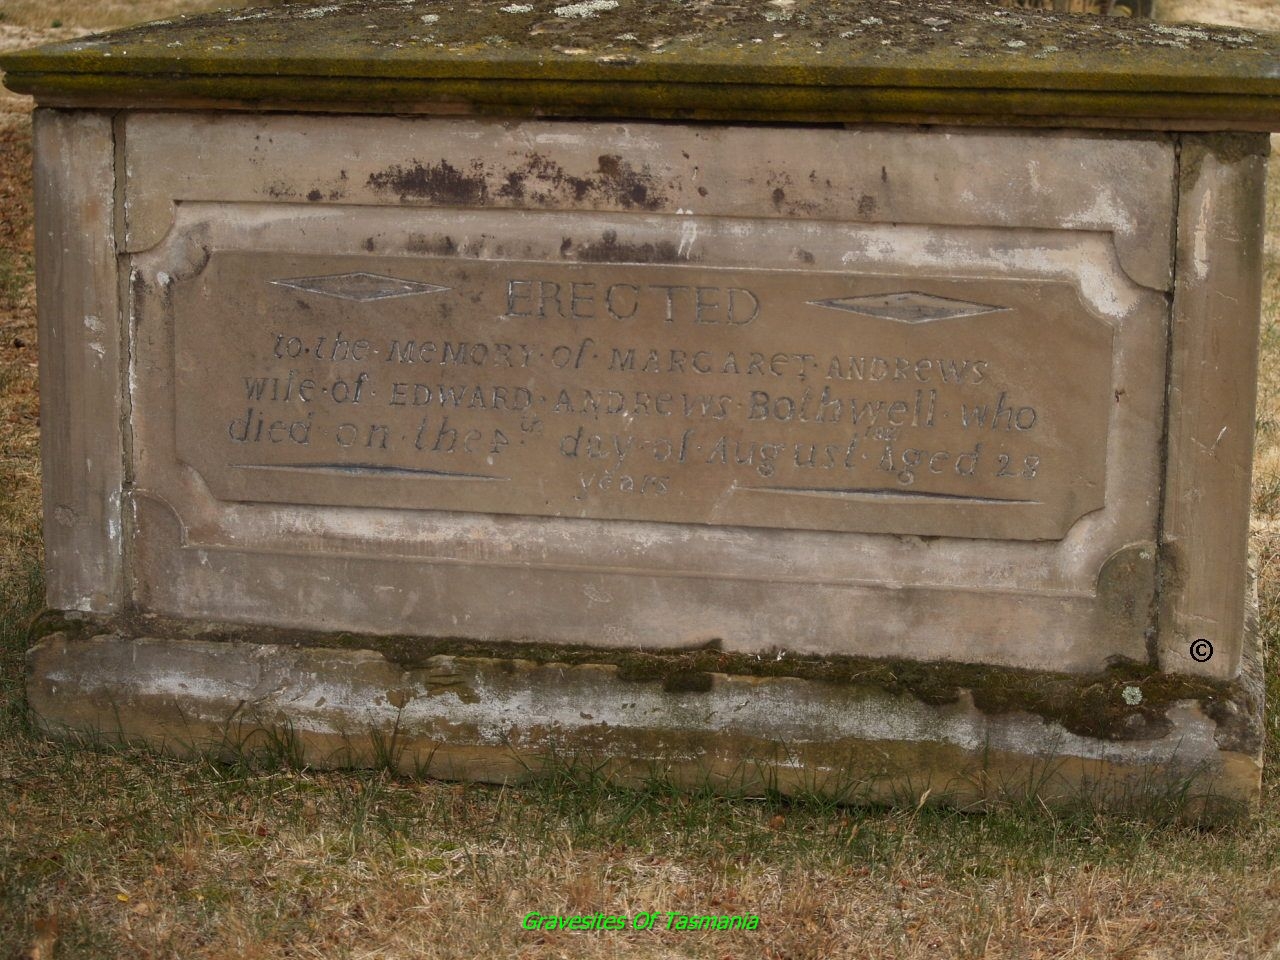 ERECTED
to·the·MEMORY·OF·MARGARET·ANDREWS
WIFE·OF·EDWARD·ANDREWS·Bothwell·who
died·on·the·4th day·of·August·Aged 28
years
©
Gravesites Of Tasmania